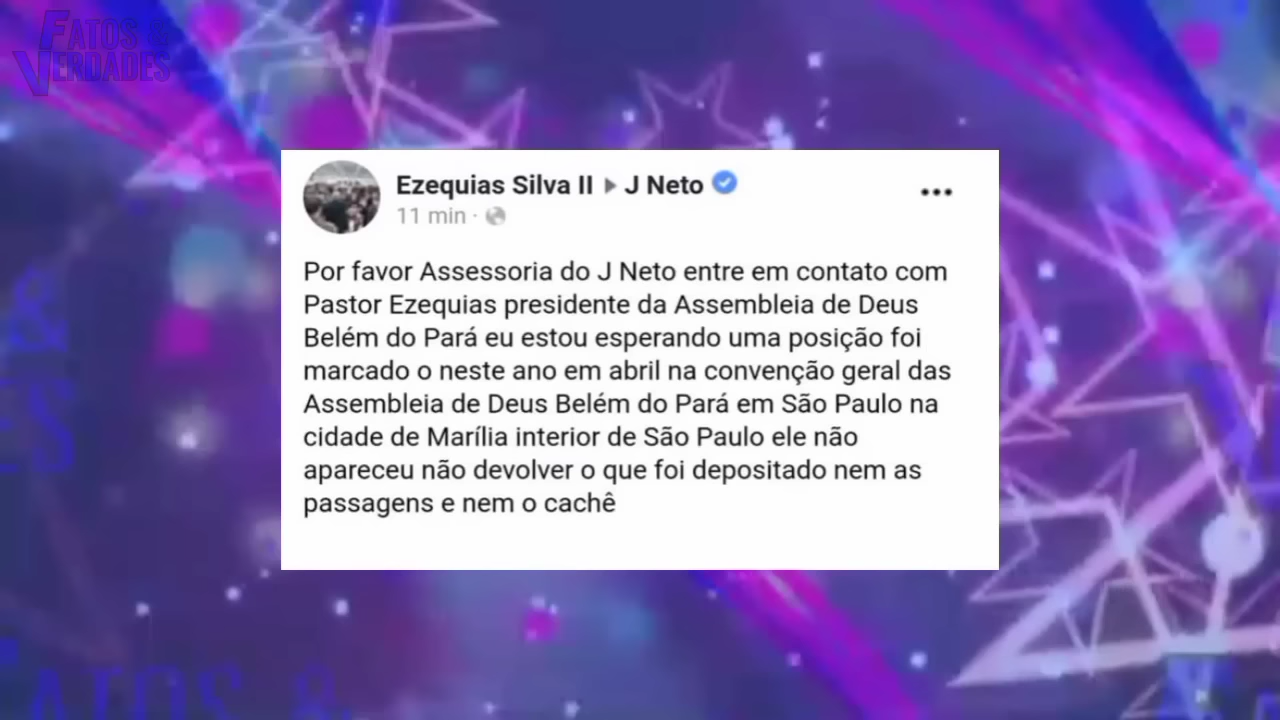 FATOS &
VERDADES
Ezequias Silva II ▸ J Neto
11 min ·
Por favor Assessoria do J Neto entre em contato com
Pastor Ezequias presidente da Assembleia de Deus
Belém do Pará eu estou esperando uma posição foi
marcado o neste ano em abril na convenção geral das
Assembleia de Deus Belém do Pará em São Paulo na
cidade de Marília interior de São Paulo ele não
apareceu não devolver o que foi depositado nem as
passagens e nem o cachê